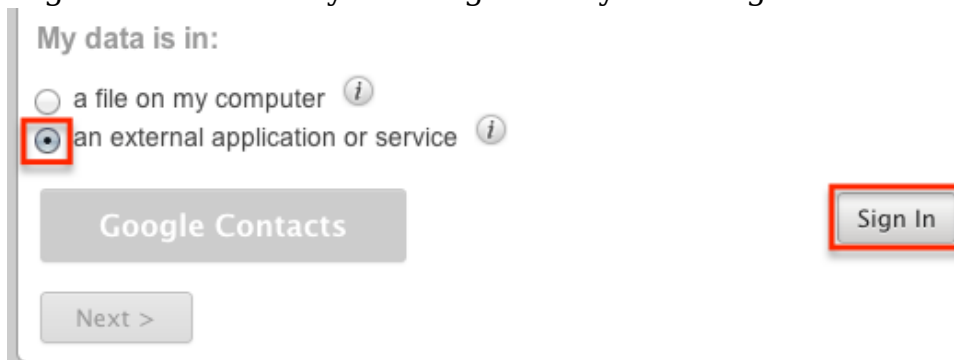 My data is in:
a file on my computer i
an external application or service i
Google Contacts
Sign In
Next >